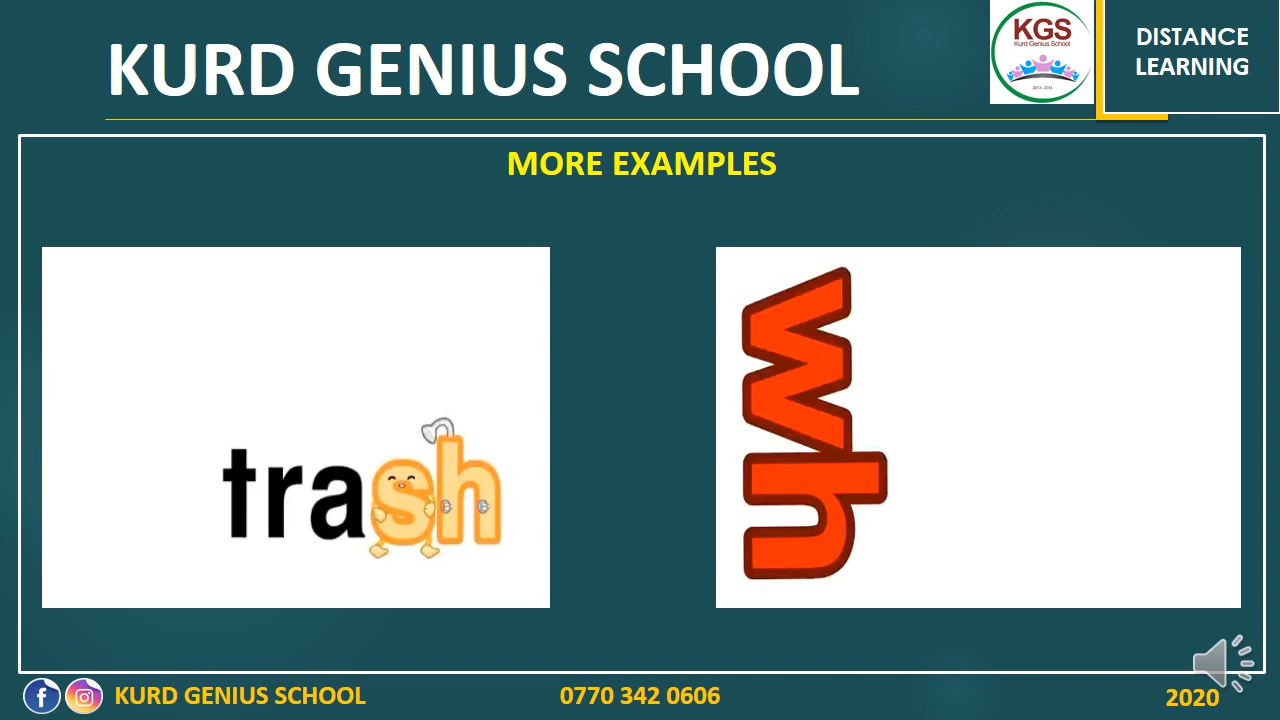 KURD GENIUS SCHOOL
KGS
Kurd Genius School
DISTANCE
LEARNING
MORE EXAMPLES
trash
wh
KURD GENIUS SCHOOL
0770 342 0606
2020